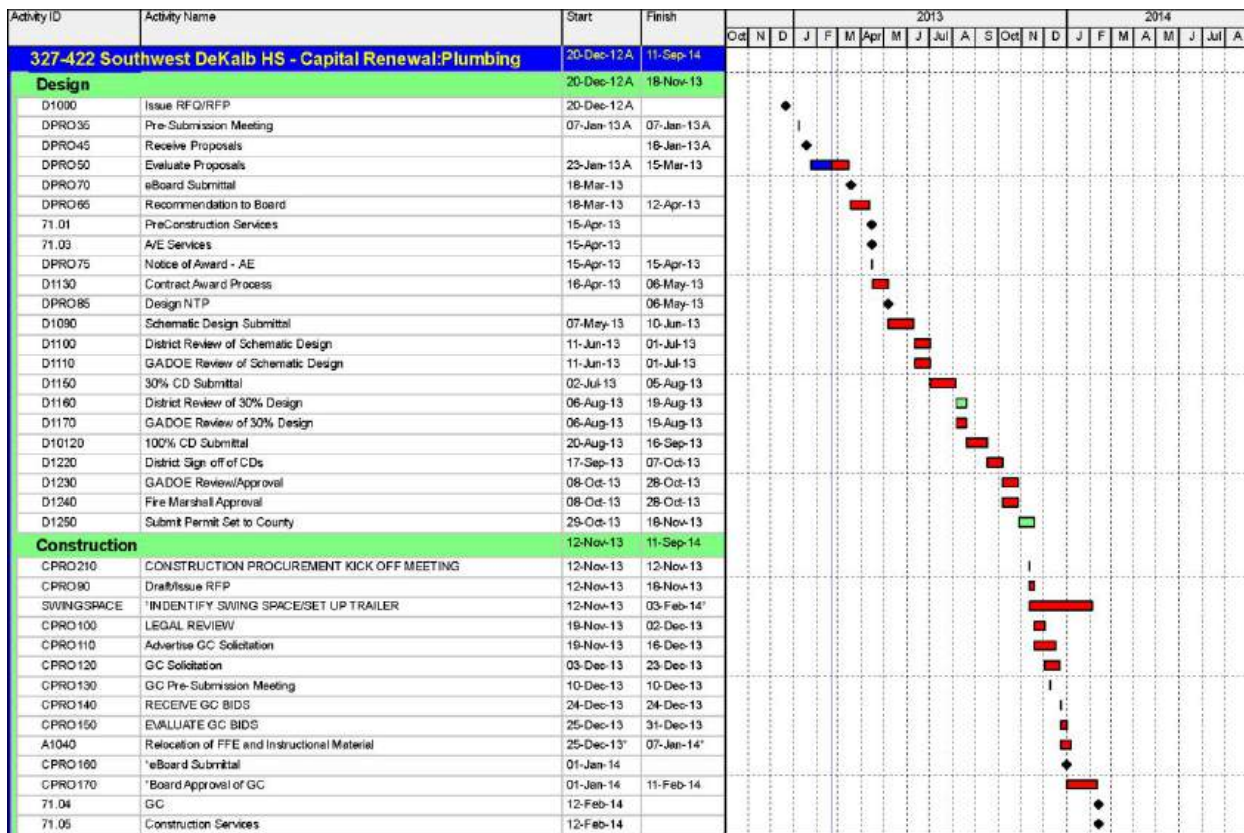 Activity ID Activity Name Start Finish 2013 2014
Oct N D J F M Apr M J Jul A S Oct N D J F M A M J Jul A
327-422 Southwest DeKalb HS - Capital Renewal:Plumbing 20-Dec-12 A 11-Sep-14
Design 20-Dec-12 A 18-Nov-13
D1000 Issue RFQ/RFP 20-Dec-12 A
DPRO35 Pre-Submission Meeting 07-Jan-13 A 07-Jan-13 A
DPRO45 Receive Proposals 16-Jan-13 A
DPRO50 Evaluate Proposals 23-Jan-13 A 15-Mar-13
DPRO70 eBoard Submittal 18-Mar-13
DPRO65 Recommendation to Board 18-Mar-13 12-Apr-13
71.01 PreConstruction Services 15-Apr-13
71.03 A/E Services 15-Apr-13
DPRO75 Notice of Award - AE 15-Apr-13 15-Apr-13
D1130 Contract Award Process 16-Apr-13 06-May-13
DPRO85 Design NTP 06-May-13
D1090 Schematic Design Submittal 07-May-13 10-Jun-13
D1100 District Review of Schematic Design 11-Jun-13 01-Jul-13
D1110 GADOE Review of Schematic Design 11-Jun-13 01-Jul-13
D1150 30% CD Submittal 02-Jul-13 05-Aug-13
D1160 District Review of 30% Design 06-Aug-13 19-Aug-13
D1170 GADOE Review of 30% Design 06-Aug-13 19-Aug-13
D10120 100% CD Submittal 20-Aug-13 16-Sep-13
D1220 District Sign off of CDs 17-Sep-13 07-Oct-13
D1230 GADOE Review/Approval 08-Oct-13 28-Oct-13
D1240 Fire Marshall Approval 08-Oct-13 28-Oct-13
D1250 Submit Permit Set to County 29-Oct-13 18-Nov-13
Construction 12-Nov-13 11-Sep-14
CPRO210 CONSTRUCTION PROCUREMENT KICK OFF MEETING 12-Nov-13 12-Nov-13
CPRO90 Draft/Issue RFP 12-Nov-13 18-Nov-13
SWINGSPACE *INDENTIFY SWING SPACE/SET UP TRAILER 12-Nov-13 03-Feb-14*
CPRO100 LEGAL REVIEW 19-Nov-13 02-Dec-13
CPRO110 Advertise GC Solicitation 19-Nov-13 16-Dec-13
CPRO120 GC Solicitation 03-Dec-13 23-Dec-13
CPRO130 GC Pre-Submission Meeting 10-Dec-13 10-Dec-13
CPRO140 RECEIVE GC BIDS 24-Dec-13 24-Dec-13
CPRO150 EVALUATE GC BIDS 25-Dec-13 31-Dec-13
A1040 Relocation of FFE and Instructional Material 25-Dec-13* 07-Jan-14*
CPRO160 *eBoard Submittal 01-Jan-14
CPRO170 *Board Approval of GC 01-Jan-14 11-Feb-14
71.04 GC 12-Feb-14
71.05 Construction Services 12-Feb-14